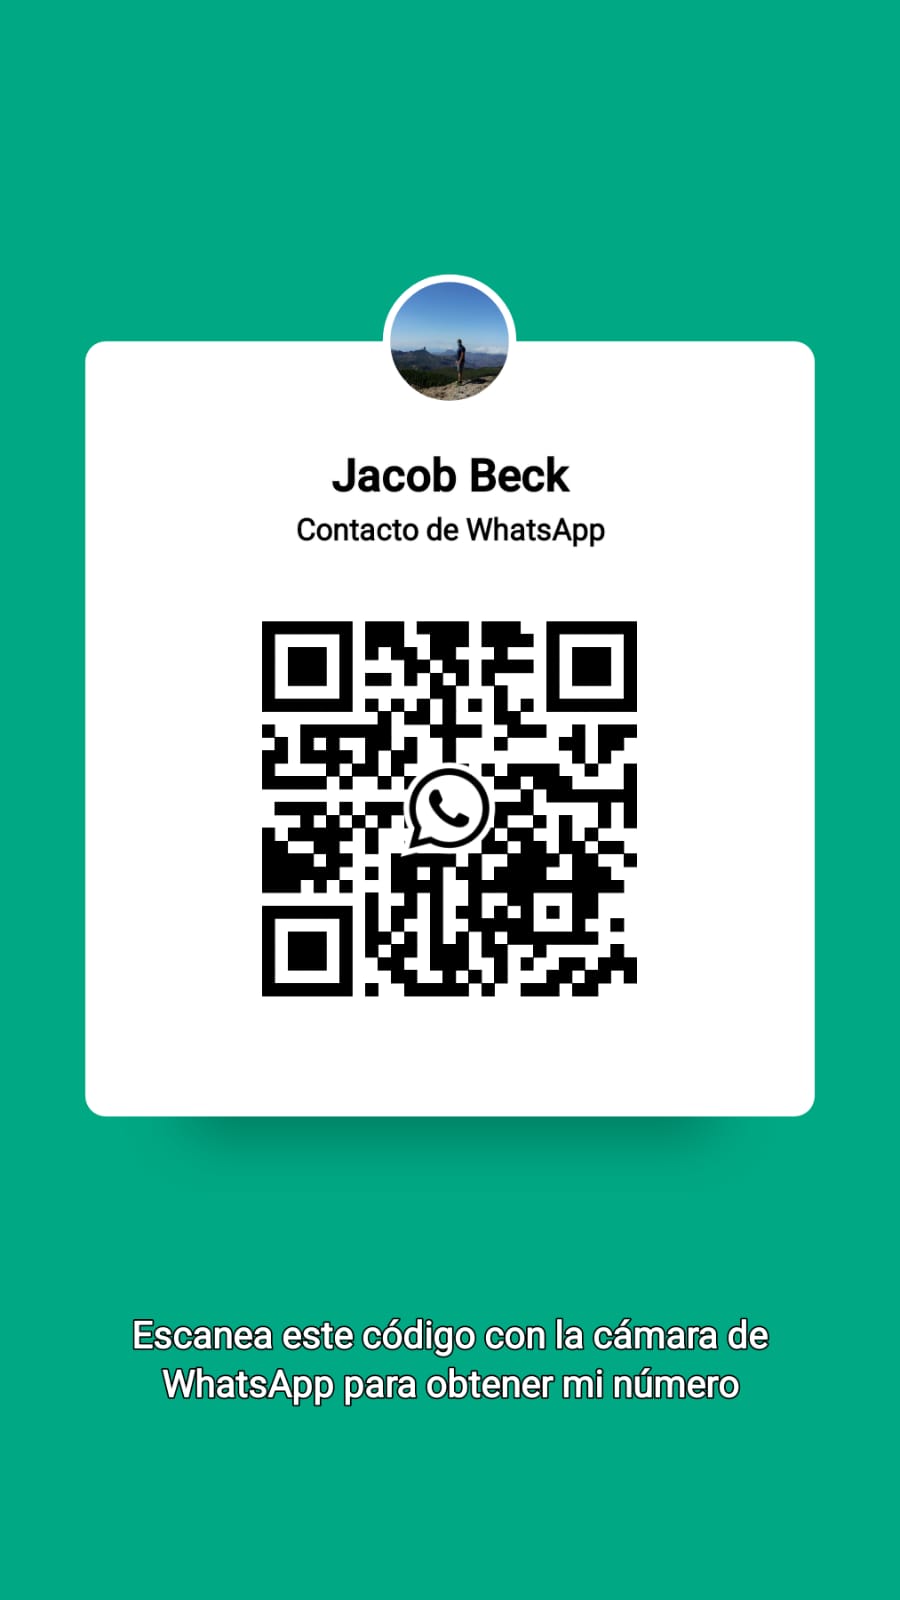 Jacob Beck
Contacto de WhatsApp
Escanea este código con la cámara de
WhatsApp para obtener mi número